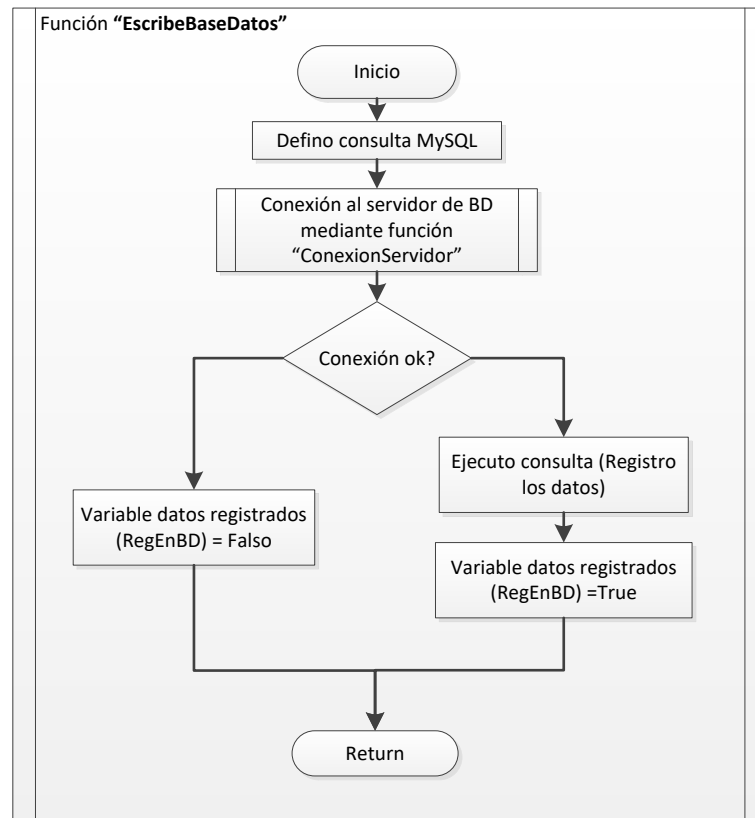 Función “EscribeBaseDatos”
Inicio
Defino consulta MySQL
Conexión al servidor de BD
mediante función
“ConexionServidor”
Conexión ok?
Ejecuto consulta (Registro
los datos)
Variable datos registrados
(RegEnBD) = Falso
Variable datos registrados
(RegEnBD) =True
Return